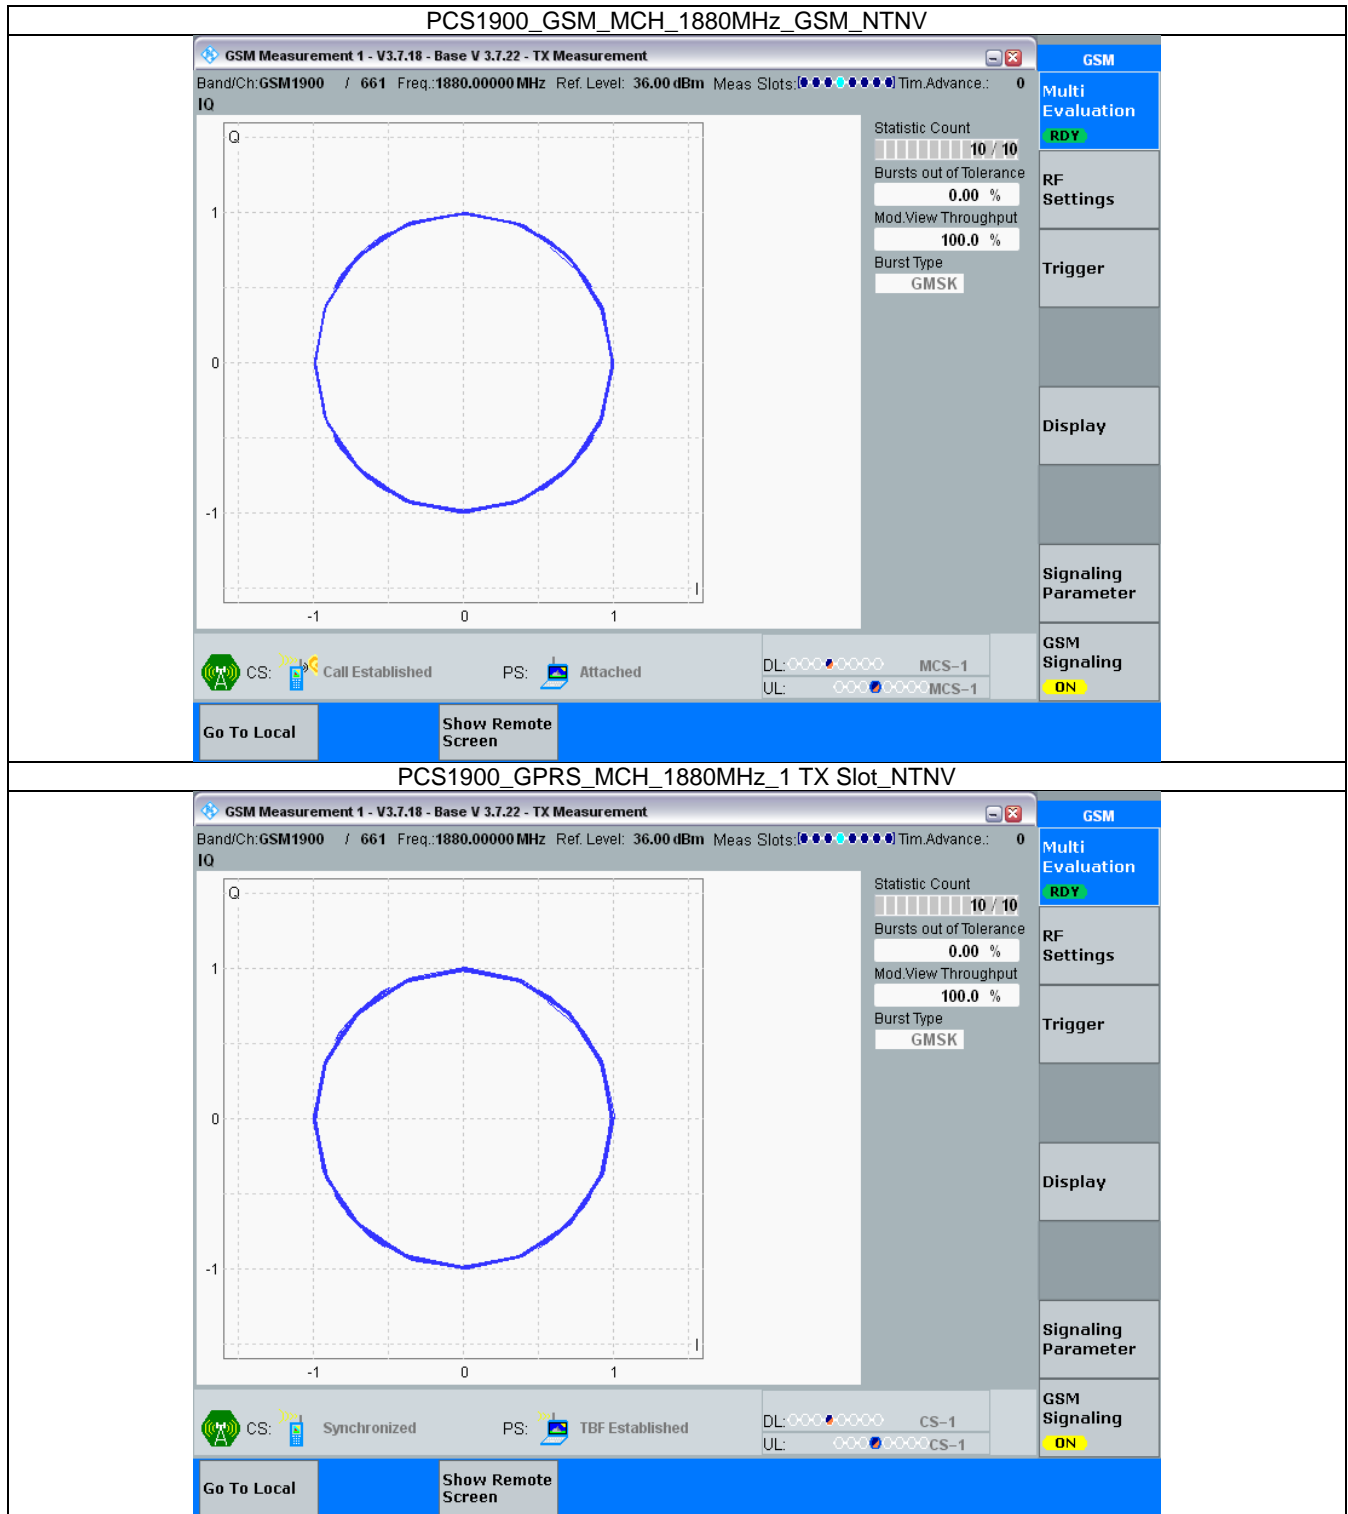 PCS1900_GSM_MCH_1880MHz_GSM_NTNV
GSM Measurement 1 - V3.7.18 - Base V 3.7.22 - TX Measurement
GSM
Band/Ch:GSM1900 / 661 Freq.:1880.00000 MHz Ref. Level: 36.00 dBm Meas Slots: Tim.Advance.: 0
IQ
Multi
Evaluation
RDY
Q
Statistic Count
10 / 10
Bursts out of Tolerance
0.00 %
Mod.View Throughput
100.0 %
Burst Type
GMSK
RF
Settings
Trigger
Display
Signaling
Parameter
GSM
Signaling
ON
1
0
-1
I
-1 0 1
CS: Call Established PS: Attached DL: MCS-1
UL: MCS-1
Go To Local
Show Remote
Screen
PCS1900_GPRS_MCH_1880MHz_1 TX Slot_NTNV
GSM Measurement 1 - V3.7.18 - Base V 3.7.22 - TX Measurement
GSM
Band/Ch:GSM1900 / 661 Freq.:1880.00000 MHz Ref. Level: 36.00 dBm Meas Slots: Tim.Advance.: 0
IQ
Multi
Evaluation
RDY
Q
Statistic Count
10 / 10
Bursts out of Tolerance
0.00 %
Mod.View Throughput
100.0 %
Burst Type
GMSK
RF
Settings
Trigger
Display
Signaling
Parameter
GSM
Signaling
ON
1
0
-1
I
-1 0 1
CS: Synchronized PS: TBF Established DL: CS-1
UL: CS-1
Go To Local
Show Remote
Screen